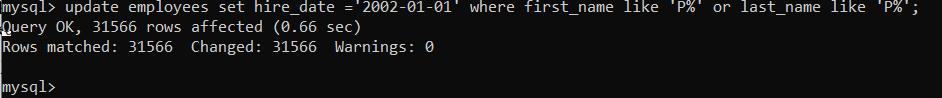 mysql> update employees set hire_date ='2002-01-01' where first_name like 'P%' or last_name like 'P%';
Query OK, 31566 rows affected (0.66 sec)
Rows matched: 31566  Changed: 31566  Warnings: 0
mysql>